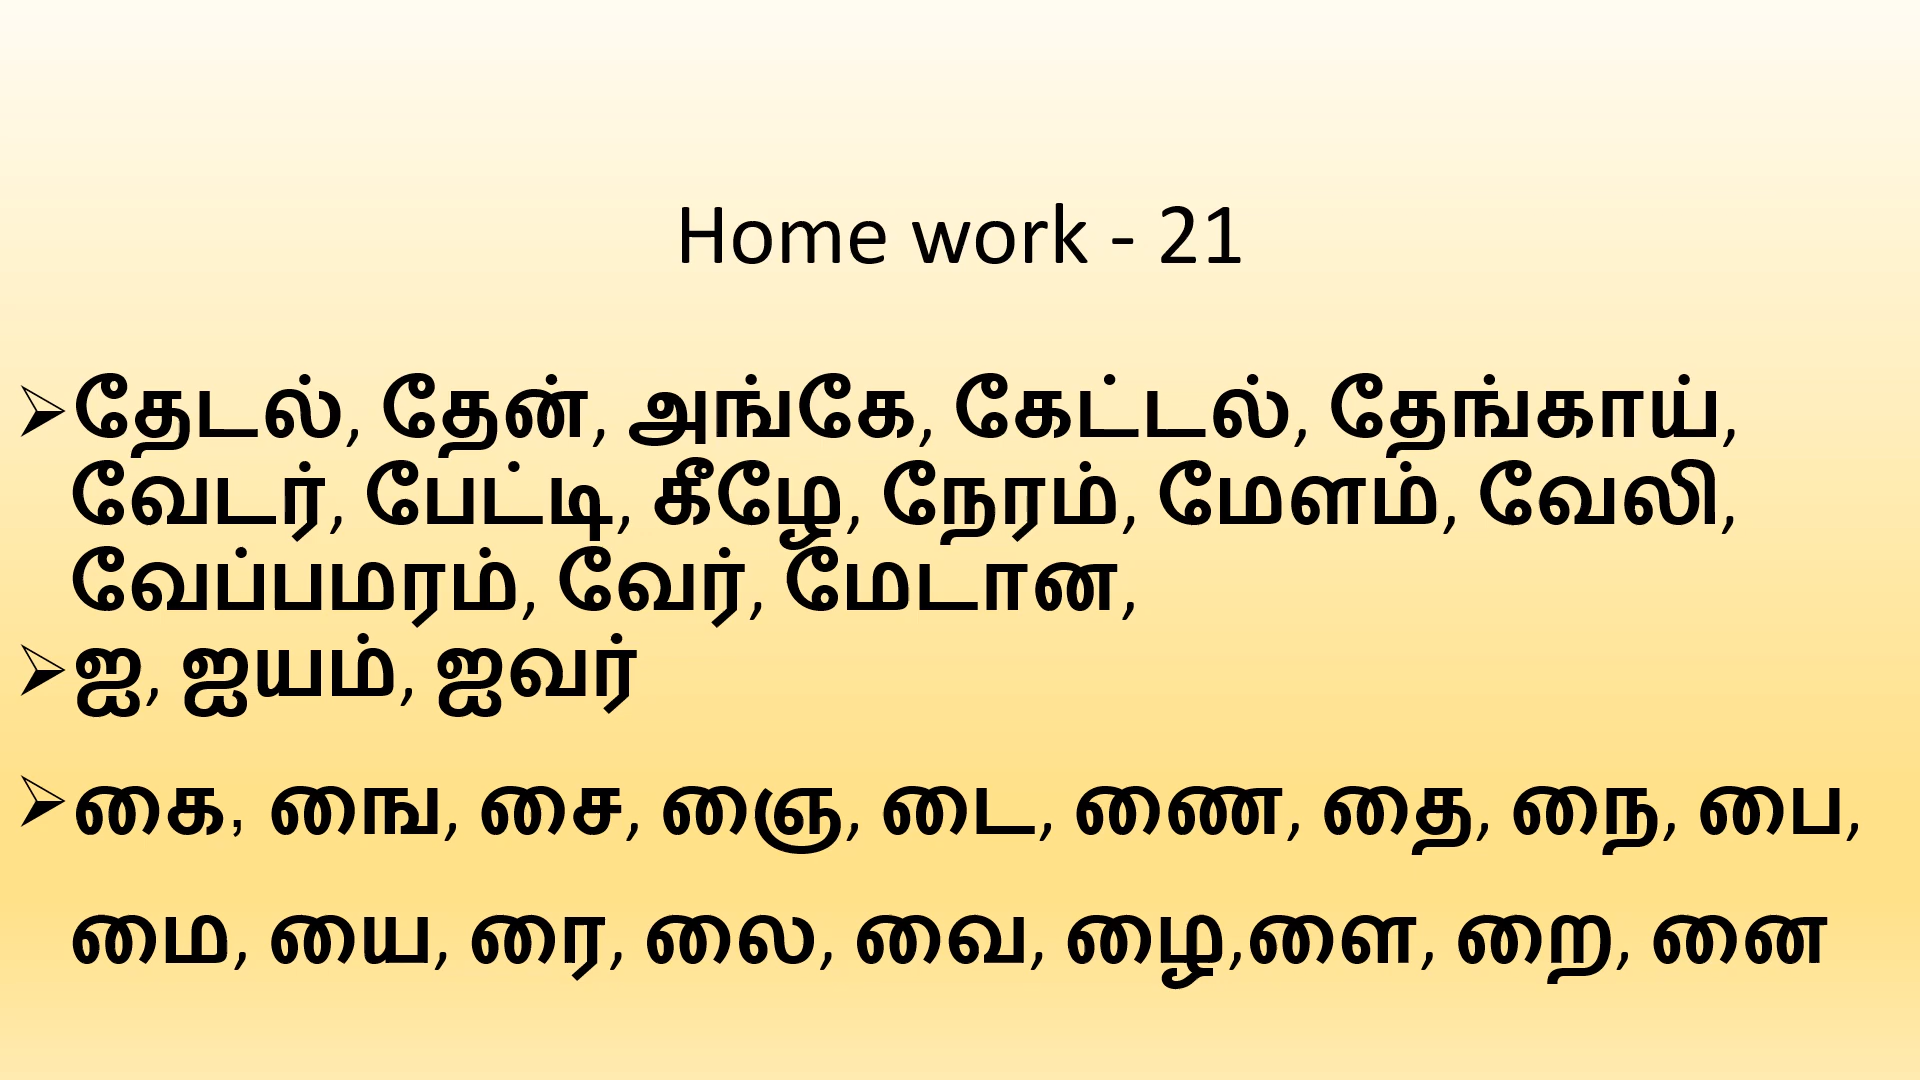 Home work - 21
➢தேடல், தேன், அங்கே, கேட்டல், தேங்காய்,
வேடர், பேட்டி, கீழே, நேரம், மேளம், வேலி,
வேப்பமரம், வேர், மேடான,
➢ஐ, ஐயம், ஐவர்
➢கை, ஙை, சை, ஞை, டை, ணை, தை, நை, பை,
மை, யை, ரை, லை, வை, ழை,ளை, றை, னை